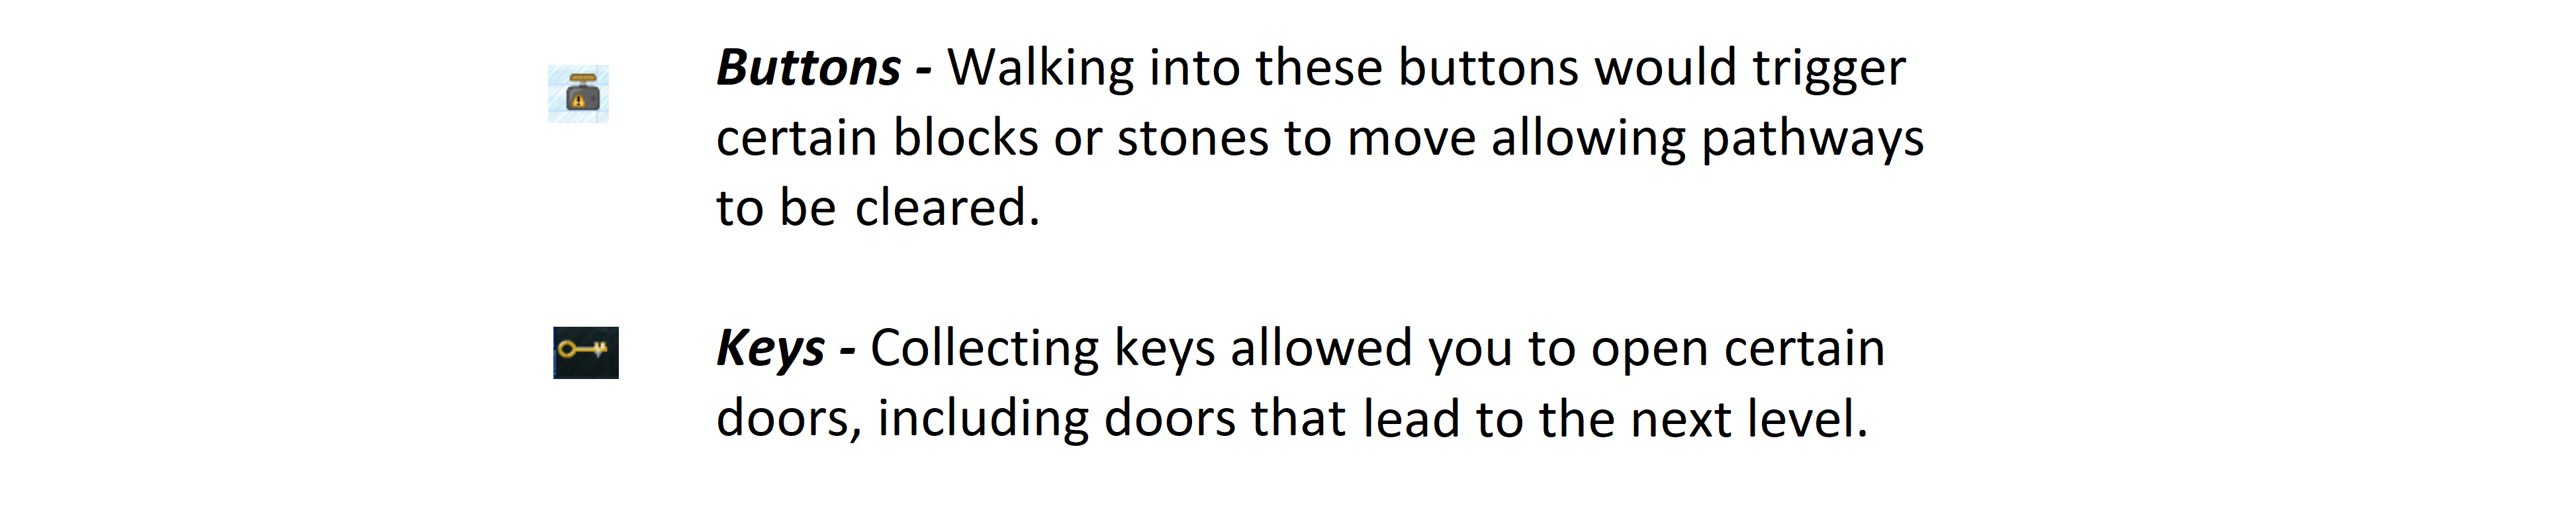 Buttons - Walking into these buttons would trigger
certain blocks or stones to move allowing pathways
to be cleared.
Keys - Collecting keys allowed you to open certain
doors, including doors that lead to the next level.